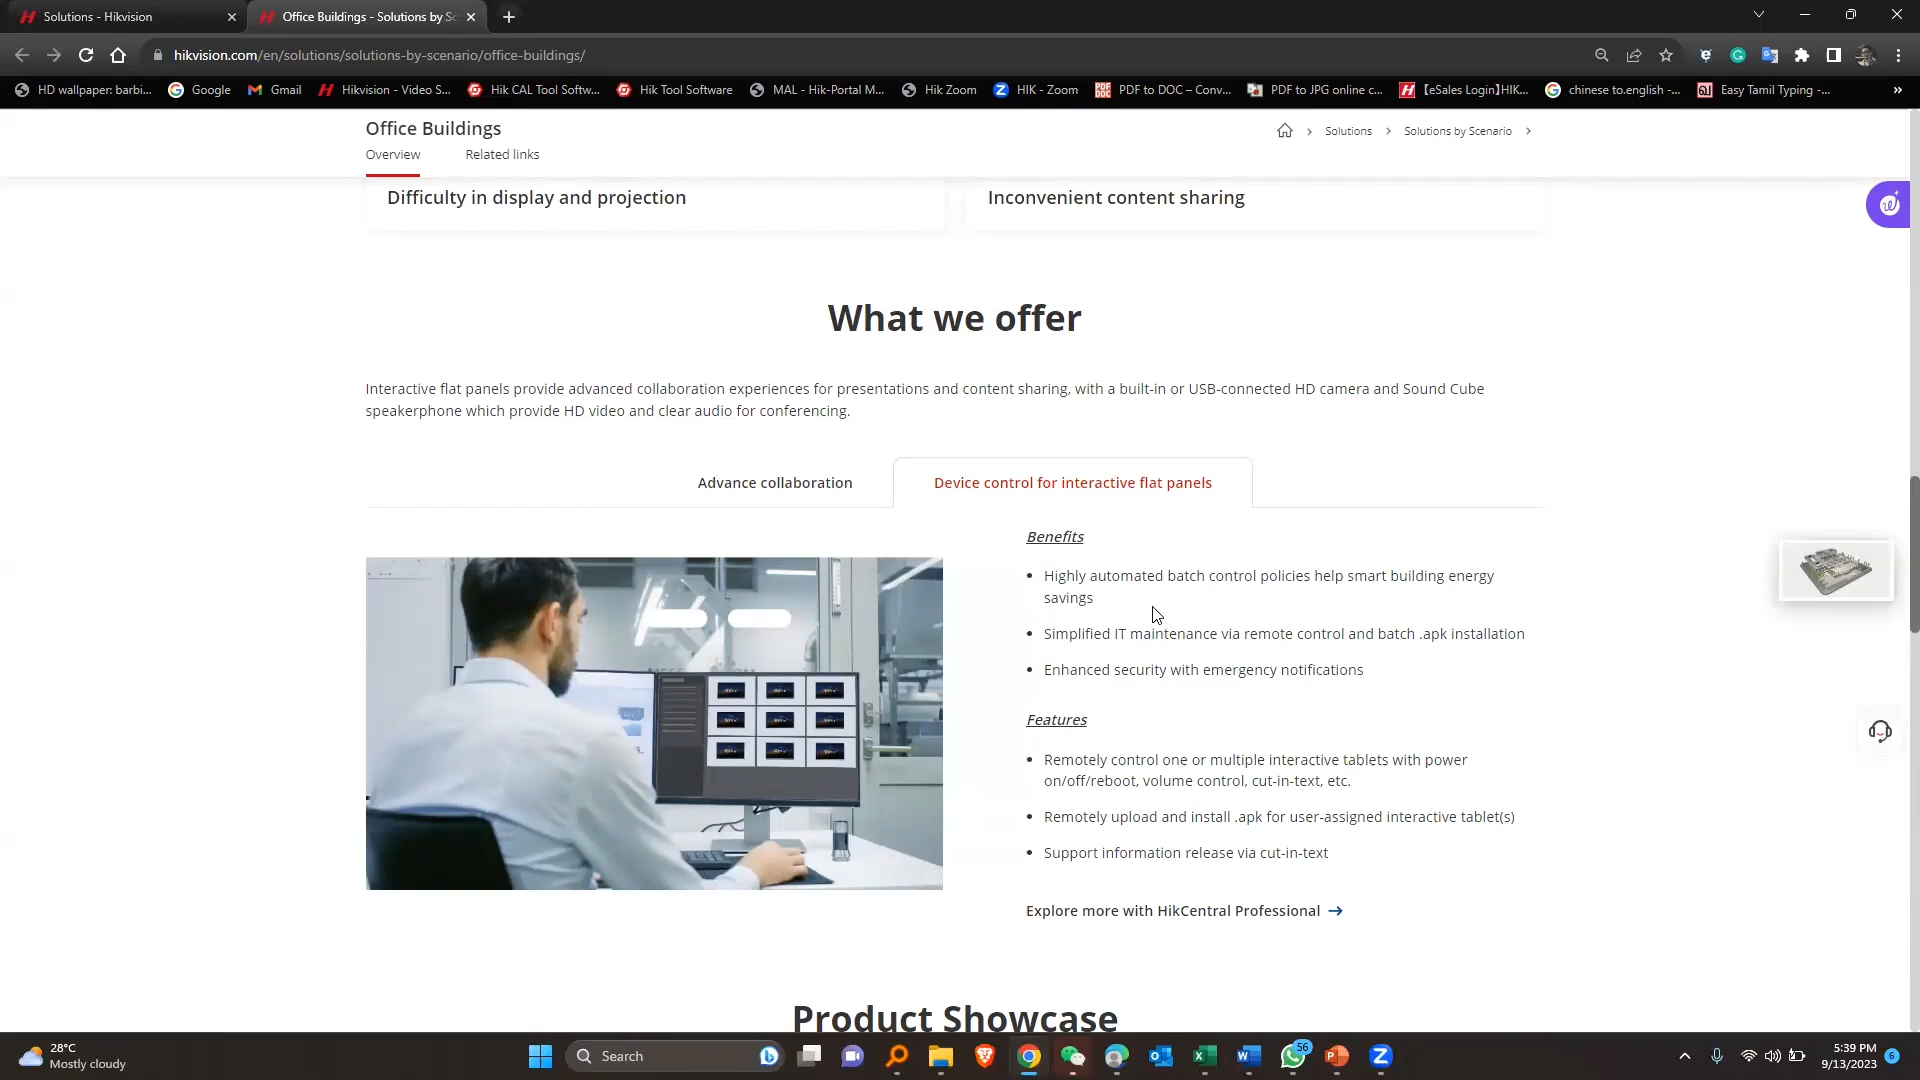 Solutions - Hikvision
Office Buildings - Solutions by Sc
hikvision.com/en/solutions/solutions-by-scenario/office-buildings/
HD wallpaper: barbi... Google Gmail Hikvision - Video S... Hik CAL Tool Softw... Hik Tool Software MAL - Hik-Portal M... Hik Zoom HIK - Zoom PDF to DOC – Conv... PDF to JPG online c... 【eSales Login】HIK... chinese to.english -... Easy Tamil Typing -... »
Office Buildings
Solutions Solutions by Scenario
Overview Related links
Difficulty in display and projection
Inconvenient content sharing
What we offer
Interactive flat panels provide advanced collaboration experiences for presentations and content sharing, with a built-in or USB-connected HD camera and Sound Cube
speakerphone which provide HD video and clear audio for conferencing.
Advance collaboration
Device control for interactive flat panels
Benefits
• Highly automated batch control policies help smart building energy
savings
• Simplified IT maintenance via remote control and batch .apk installation
• Enhanced security with emergency notifications
Features
• Remotely control one or multiple interactive tablets with power
on/off/reboot, volume control, cut-in-text, etc.
• Remotely upload and install .apk for user-assigned interactive tablet(s)
• Support information release via cut-in-text
Explore more with HikCentral Professional →
Product Showcase
28°C
Mostly cloudy
Search
56
5:39 PM
9/13/2023
6